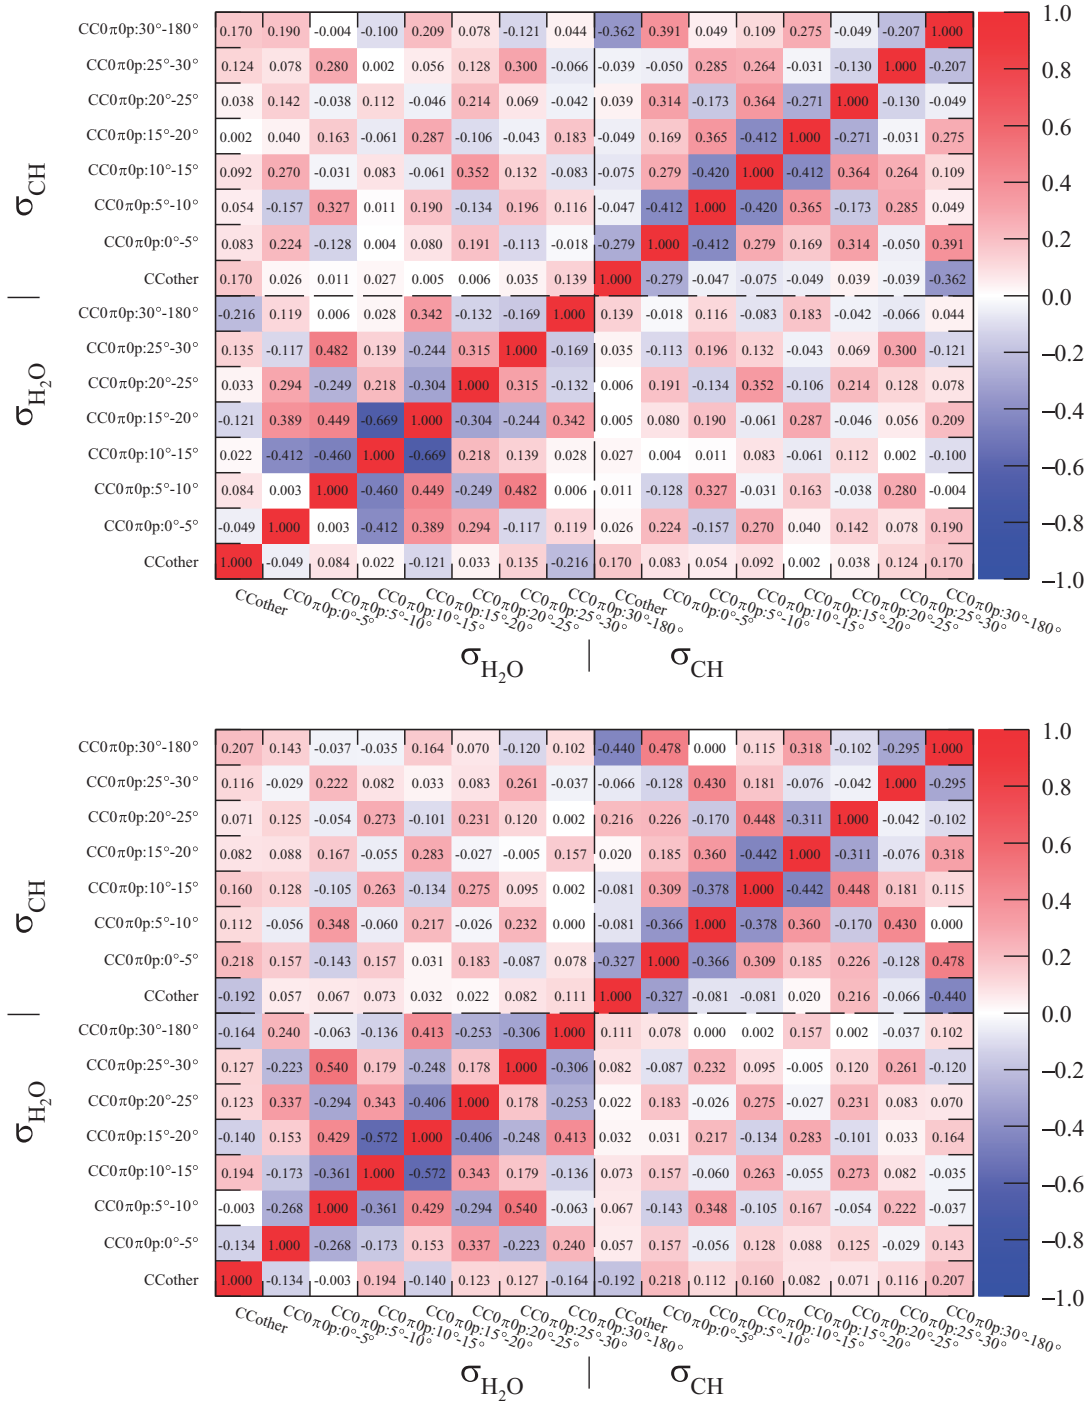 CC0π0p:30°-180° 0.170 0.190 -0.004 -0.100 0.209 0.078 -0.121 0.044 -0.362 0.391 0.049 0.109 0.275 -0.049 -0.207 1.000 1.0
CC0π0p:25°-30° 0.124 0.078 0.280 0.002 0.056 0.128 0.300 -0.066 -0.039 -0.050 0.285 0.264 -0.031 -0.130 1.000 -0.207 0.8
CC0π0p:20°-25° 0.038 0.142 -0.038 0.112 -0.046 0.214 0.069 -0.042 0.039 0.314 -0.173 0.364 -0.271 1.000 -0.130 -0.049
CC0π0p:15°-20° 0.002 0.040 0.163 -0.061 0.287 -0.106 -0.043 0.183 -0.049 0.169 0.365 -0.412 1.000 -0.271 -0.031 0.275 0.6
CC0π0p:10°-15° 0.092 0.270 -0.031 0.083 -0.061 0.352 0.132 -0.083 -0.075 0.279 -0.420 1.000 -0.412 0.364 0.264 0.109 0.4
σCH
CC0π0p:5°-10° 0.054 -0.157 0.327 0.011 0.190 -0.134 0.196 0.116 -0.047 -0.412 1.000 -0.420 0.365 -0.173 0.285 0.049
CC0π0p:0°-5° 0.083 0.224 -0.128 0.004 0.080 0.191 -0.113 -0.018 -0.279 1.000 -0.412 0.279 0.169 0.314 -0.050 0.391 0.2
CCother 0.170 0.026 0.011 0.027 0.005 0.006 0.035 0.139 1.000 -0.279 -0.047 -0.075 -0.049 0.039 -0.039 -0.362 0.0
CC0π0p:30°-180° -0.216 0.119 0.006 0.028 0.342 -0.132 -0.169 1.000 0.139 -0.018 0.116 -0.083 0.183 -0.042 -0.066 0.044
CC0π0p:25°-30° 0.135 -0.117 0.482 0.139 -0.244 0.315 1.000 -0.169 0.035 -0.113 0.196 0.132 -0.043 0.069 0.300 -0.121 −0.2
CC0π0p:20°-25° 0.033 0.294 -0.249 0.218 -0.304 1.000 0.315 -0.132 0.006 0.191 -0.134 0.352 -0.106 0.214 0.128 0.078
σH2O
CC0π0p:15°-20° -0.121 0.389 0.449 -0.669 1.000 -0.304 -0.244 0.342 0.005 0.080 0.190 -0.061 0.287 -0.046 0.056 0.209 −0.4
CC0π0p:10°-15° 0.022 -0.412 -0.460 1.000 -0.669 0.218 0.139 0.028 0.027 0.004 0.011 0.083 -0.061 0.112 0.002 -0.100 −0.6
CC0π0p:5°-10° 0.084 0.003 1.000 -0.460 0.449 -0.249 0.482 0.006 0.011 -0.128 0.327 -0.031 0.163 -0.038 0.280 -0.004
CC0π0p:0°-5° -0.049 1.000 0.003 -0.412 0.389 0.294 -0.117 0.119 0.026 0.224 -0.157 0.270 0.040 0.142 0.078 0.190 −0.8
CCother 1.000 -0.049 0.084 0.022 -0.121 0.033 0.135 -0.216 0.170 0.083 0.054 0.092 0.002 0.038 0.124 0.170 −1.0
CCother CC0π0p:0°-5° CC0π0p:5°-10° CC0π0p:10°-15° CC0π0p:15°-20° CC0π0p:20°-25° CC0π0p:25°-30° CC0π0p:30°-180° CCother CC0π0p:0°-5° CC0π0p:5°-10° CC0π0p:10°-15° CC0π0p:15°-20° CC0π0p:20°-25° CC0π0p:25°-30° CC0π0p:30°-180°
σH2O | σCH
CC0π0p:30°-180° 0.207 0.143 -0.037 -0.035 0.164 0.070 -0.120 0.102 -0.440 0.478 0.000 0.115 0.318 -0.102 -0.295 1.000 1.0
CC0π0p:25°-30° 0.116 -0.029 0.222 0.082 0.033 0.083 0.261 -0.037 -0.066 -0.128 0.430 0.181 -0.076 -0.042 1.000 -0.295 0.8
CC0π0p:20°-25° 0.071 0.125 -0.054 0.273 -0.101 0.231 0.120 0.002 0.216 0.226 -0.170 0.448 -0.311 1.000 -0.042 -0.102
CC0π0p:15°-20° 0.082 0.088 0.167 -0.055 0.283 -0.027 -0.005 0.157 0.020 0.185 0.360 -0.442 1.000 -0.311 -0.076 0.318 0.6
CC0π0p:10°-15° 0.160 0.128 -0.105 0.263 -0.134 0.275 0.095 0.002 -0.081 0.309 -0.378 1.000 -0.442 0.448 0.181 0.115 0.4
σCH
CC0π0p:5°-10° 0.112 -0.056 0.348 -0.060 0.217 -0.026 0.232 0.000 -0.081 -0.366 1.000 -0.378 0.360 -0.170 0.430 0.000
CC0π0p:0°-5° 0.218 0.157 -0.143 0.157 0.031 0.183 -0.087 0.078 -0.327 1.000 -0.366 0.309 0.185 0.226 -0.128 0.478 0.2
CCother -0.192 0.057 0.067 0.073 0.032 0.022 0.082 0.111 1.000 -0.327 -0.081 -0.081 0.020 0.216 -0.066 -0.440 0.0
CC0π0p:30°-180° -0.164 0.240 -0.063 -0.136 0.413 -0.253 -0.306 1.000 0.111 0.078 0.000 0.002 0.157 0.002 -0.037 0.102
CC0π0p:25°-30° 0.127 -0.223 0.540 0.179 -0.248 0.178 1.000 -0.306 0.082 -0.087 0.232 0.095 -0.005 0.120 0.261 -0.120 −0.2
CC0π0p:20°-25° 0.123 0.337 -0.294 0.343 -0.406 1.000 0.178 -0.253 0.022 0.183 -0.026 0.275 -0.027 0.231 0.083 0.070
σH2O
CC0π0p:15°-20° -0.140 0.153 0.429 -0.572 1.000 -0.406 -0.248 0.413 0.032 0.031 0.217 -0.134 0.283 -0.101 0.033 0.164 −0.4
CC0π0p:10°-15° 0.194 -0.173 -0.361 1.000 -0.572 0.343 0.179 -0.136 0.073 0.157 -0.060 0.263 -0.055 0.273 0.082 -0.035 −0.6
CC0π0p:5°-10° -0.003 -0.268 1.000 -0.361 0.429 -0.294 0.540 -0.063 0.067 -0.143 0.348 -0.105 0.167 -0.054 0.222 -0.037
CC0π0p:0°-5° -0.134 1.000 -0.268 -0.173 0.153 0.337 -0.223 0.240 0.057 0.157 -0.056 0.128 0.088 0.125 -0.029 0.143 −0.8
CCother 1.000 -0.134 -0.003 0.194 -0.140 0.123 0.127 -0.164 -0.192 0.218 0.112 0.160 0.082 0.071 0.116 0.207 −1.0
CCother CC0π0p:0°-5° CC0π0p:5°-10° CC0π0p:10°-15° CC0π0p:15°-20° CC0π0p:20°-25° CC0π0p:25°-30° CC0π0p:30°-180° CCother CC0π0p:0°-5° CC0π0p:5°-10° CC0π0p:10°-15° CC0π0p:15°-20° CC0π0p:20°-25° CC0π0p:25°-30° CC0π0p:30°-180°
σH2O | σCH